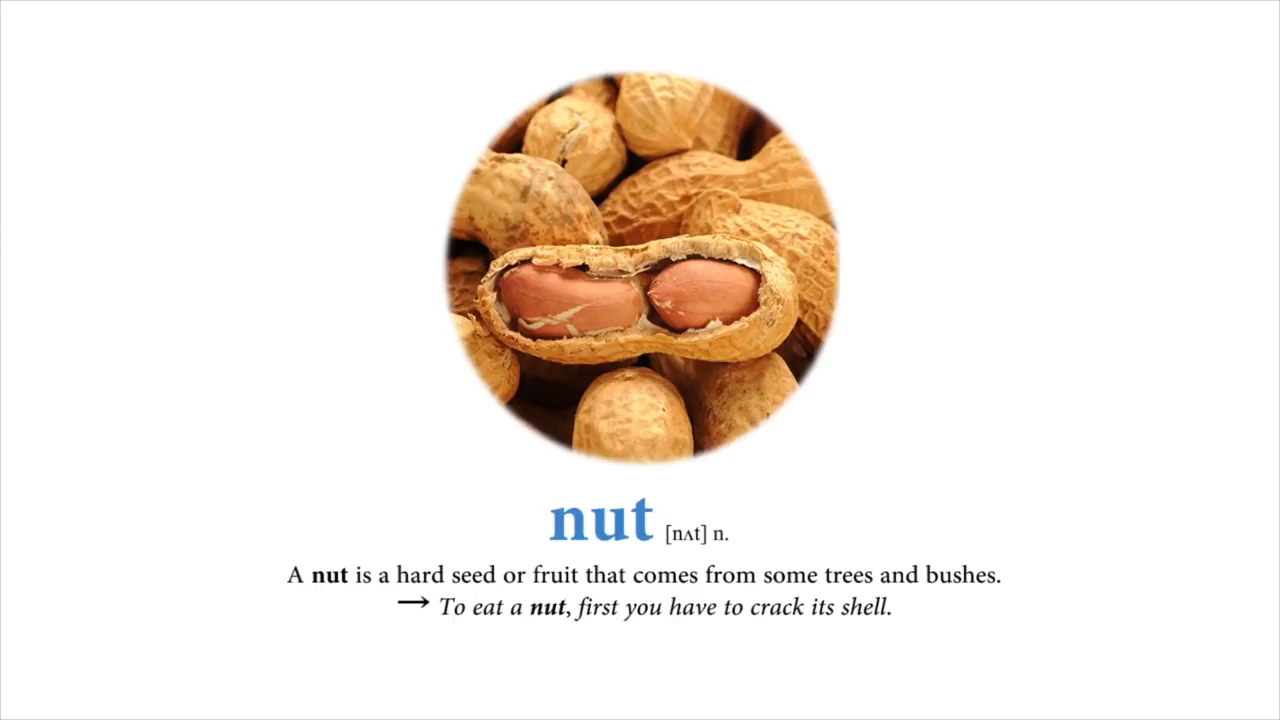 nut [nʌt] n.
A nut is a hard seed or fruit that comes from some trees and bushes.
→ To eat a nut, first you have to crack its shell.